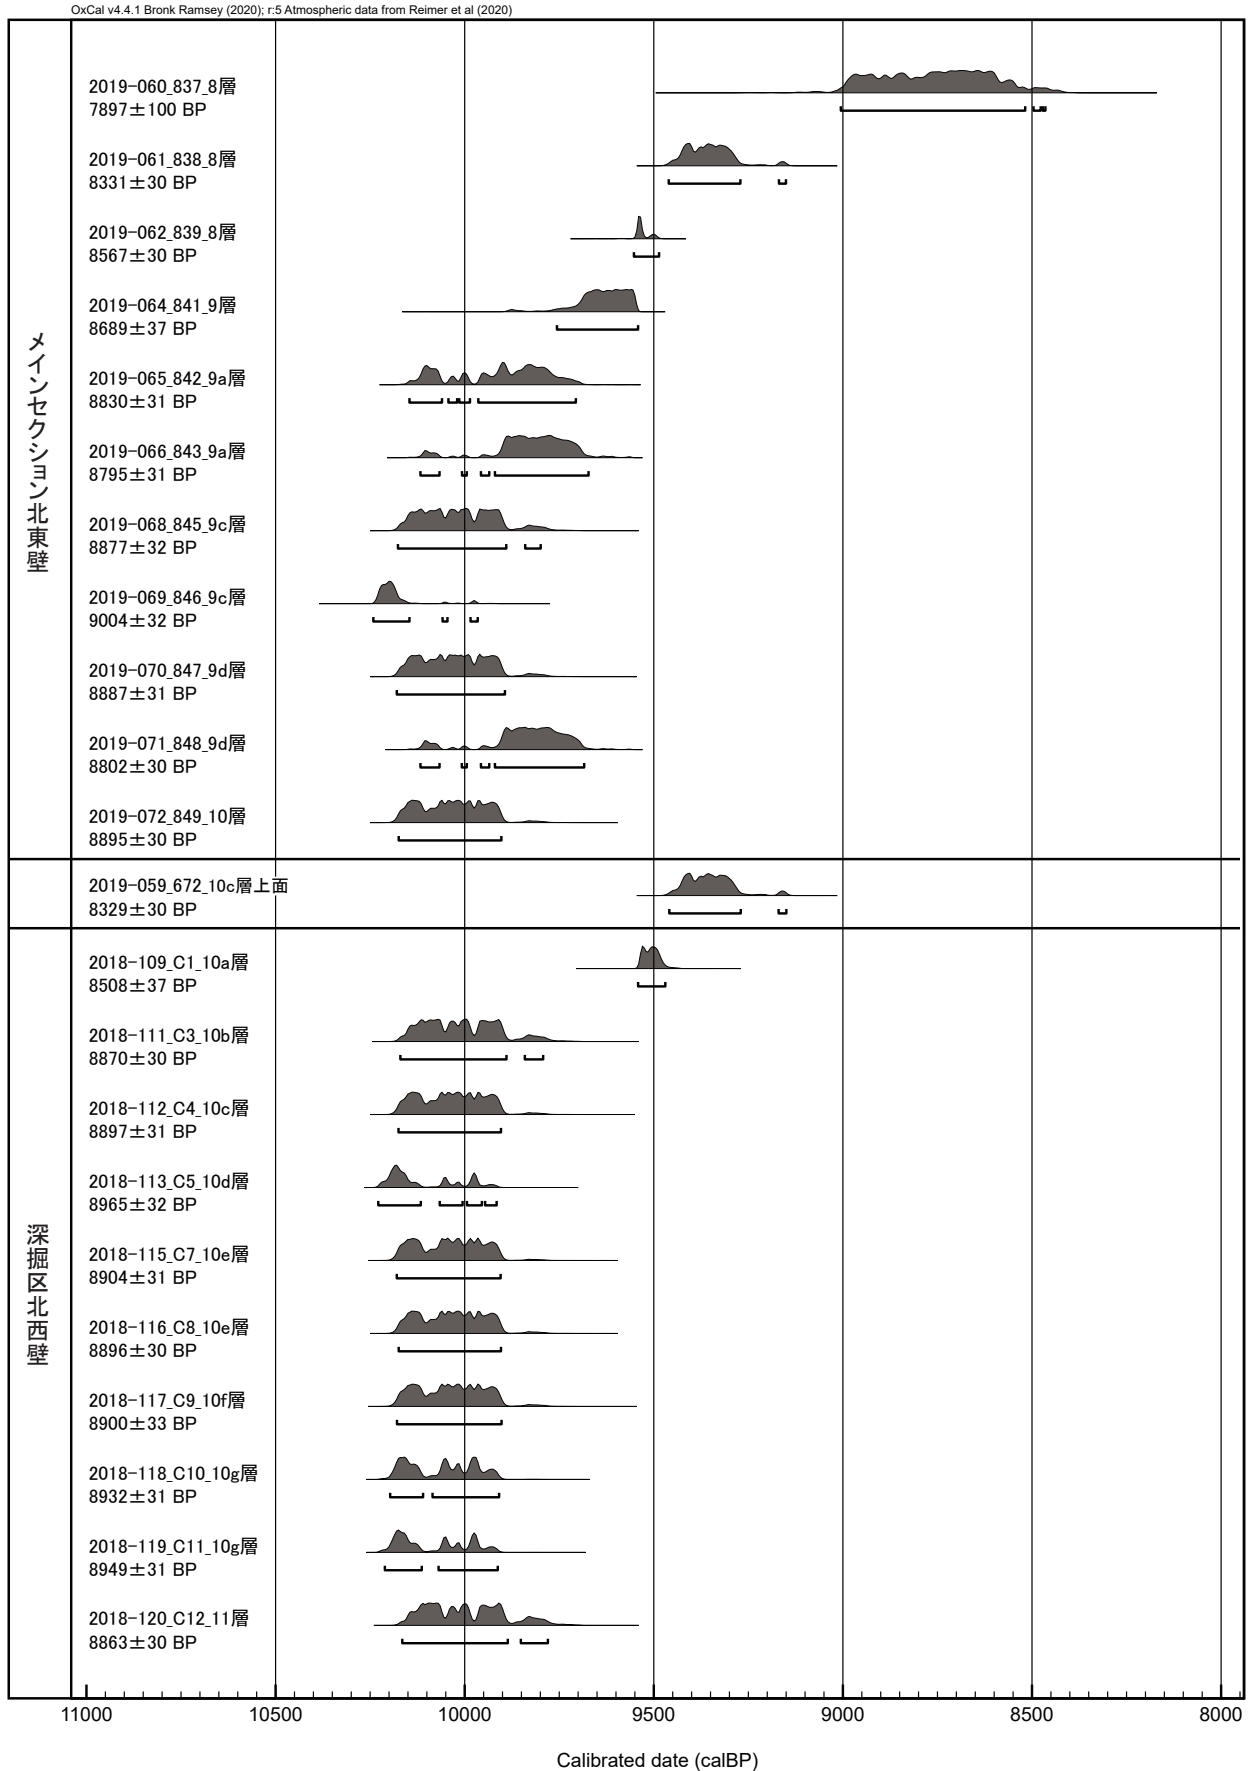 OxCal v4.4.1 Bronk Ramsey (2020); r:5 Atmospheric data from Reimer et al (2020)
メインセクション北東壁
2019-060_837_8層
7897±100 BP
2019-061_838_8層
8331±30 BP
2019-062_839_8層
8567±30 BP
2019-064_841_9層
8689±37 BP
2019-065_842_9a層
8830±31 BP
2019-066_843_9a層
8795±31 BP
2019-068_845_9c層
8877±32 BP
2019-069_846_9c層
9004±32 BP
2019-070_847_9d層
8887±31 BP
2019-071_848_9d層
8802±30 BP
2019-072_849_10層
8895±30 BP
2019-059_672_10c層上面
8329±30 BP
深掘区北西壁
2018-109_C1_10a層
8508±37 BP
2018-111_C3_10b層
8870±30 BP
2018-112_C4_10c層
8897±31 BP
2018-113_C5_10d層
8965±32 BP
2018-115_C7_10e層
8904±31 BP
2018-116_C8_10e層
8896±30 BP
2018-117_C9_10f層
8900±33 BP
2018-118_C10_10g層
8932±31 BP
2018-119_C11_10g層
8949±31 BP
2018-120_C12_11層
8863±30 BP
11000 10500 10000 9500 9000 8500 8000
Calibrated date (calBP)